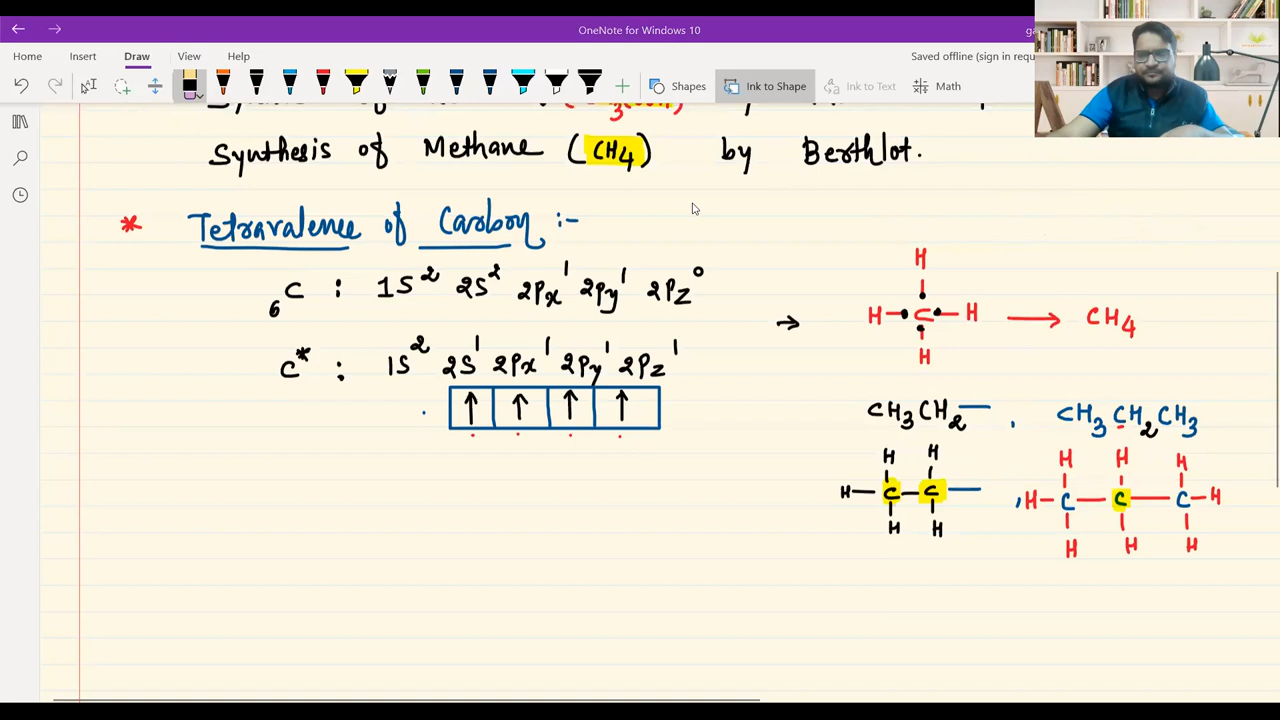 OneNote for Windows 10
Home Insert Draw View Help
Saved offline (sign in requ
Shapes Ink to Shape Ink to Text Math
Synthesis of Methane (CH4) by Berthlot.
* Tetravalence of Carbon :-
6C : 1S2 2S2 2Px1 2Py1 2Pz0
C* : 1S2 2S1 2Px1 2Py1 2Pz1
↑ ↑ ↑ ↑
H
H — C — H → CH4
H
CH3CH2— , CH3CH2CH3
H H H H H
H — C — C — , H — C — C — C — H
H H H H H